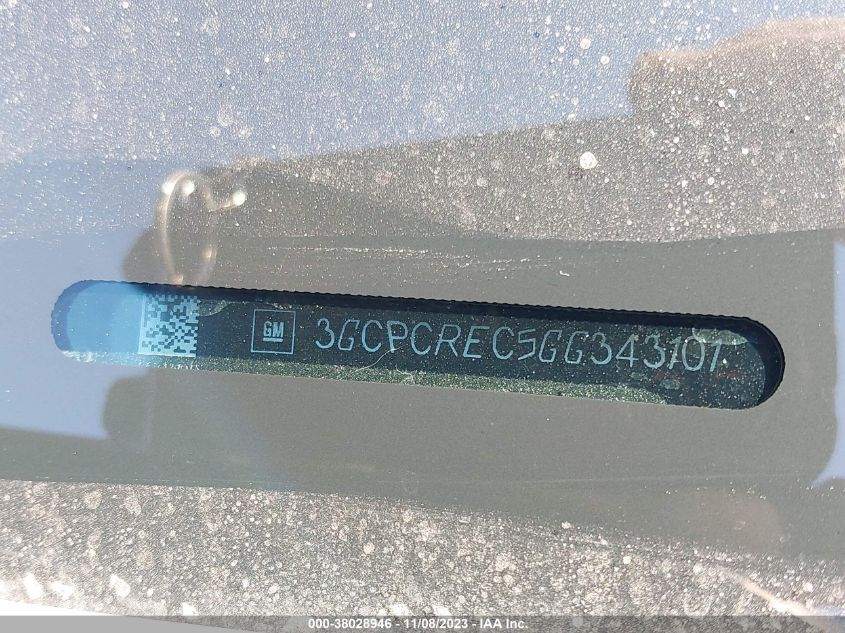 GM 3GCPCREC5GG343101
000-38028946 - 11/08/2023 - IAA Inc.